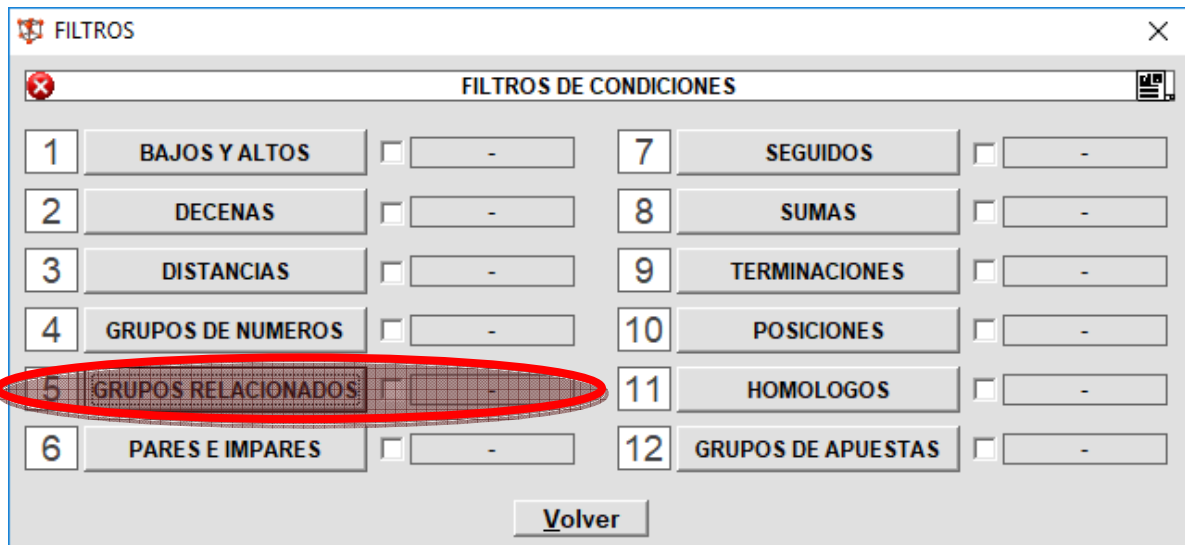 FILTROS
FILTROS DE CONDICIONES
1 BAJOS Y ALTOS -
2 DECENAS -
3 DISTANCIAS -
4 GRUPOS DE NUMEROS -
5 GRUPOS RELACIONADOS -
6 PARES E IMPARES -
7 SEGUIDOS -
8 SUMAS -
9 TERMINACIONES -
10 POSICIONES -
11 HOMOLOGOS -
12 GRUPOS DE APUESTAS -
Volver